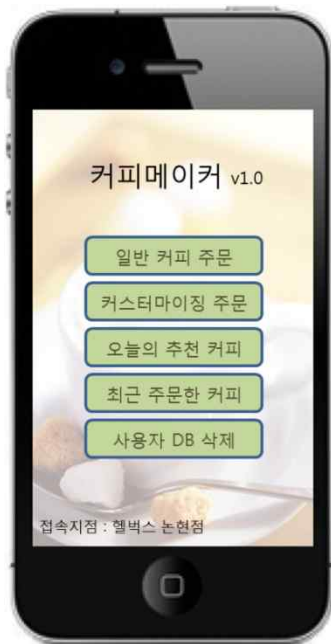 커피메이커 v1.0
일반 커피 주문
커스터마이징 주문
오늘의 추천 커피
최근 주문한 커피
사용자 DB 삭제
접속지점 : 헬벅스 논현점